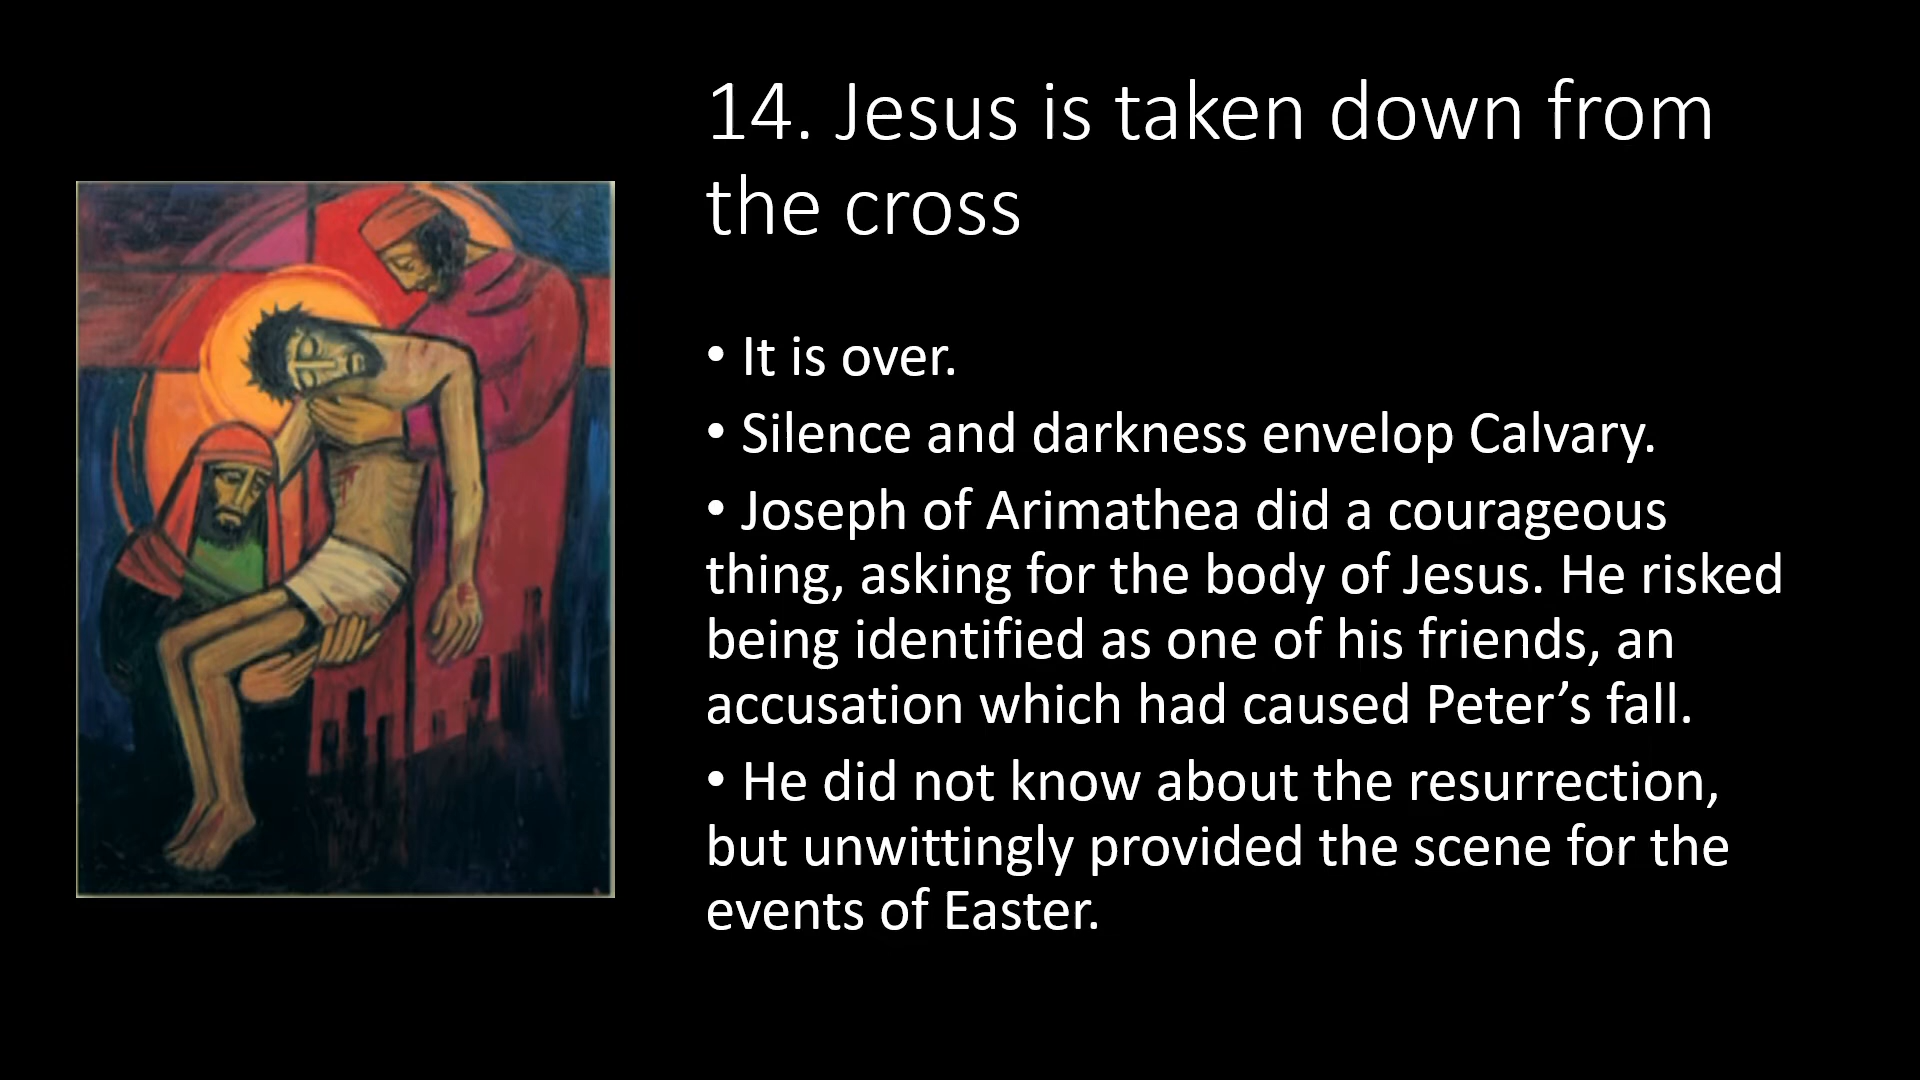 14. Jesus is taken down from
the cross
• It is over.
• Silence and darkness envelop Calvary.
• Joseph of Arimathea did a courageous
thing, asking for the body of Jesus. He risked
being identified as one of his friends, an
accusation which had caused Peter’s fall.
• He did not know about the resurrection,
but unwittingly provided the scene for the
events of Easter.